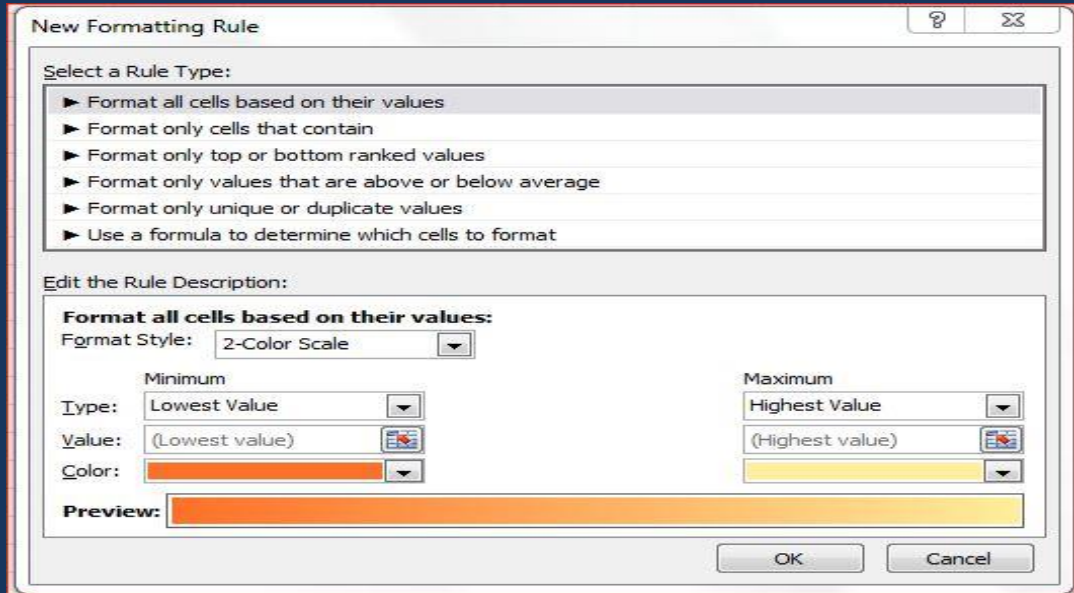 New Formatting Rule
Select a Rule Type:
► Format all cells based on their values
► Format only cells that contain
► Format only top or bottom ranked values
► Format only values that are above or below average
► Format only unique or duplicate values
► Use a formula to determine which cells to format
Edit the Rule Description:
Format all cells based on their values:
Format Style: 2-Color Scale
Minimum Maximum
Type: Lowest Value Highest Value
Value: (Lowest value) (Highest value)
Color:
Preview:
OK Cancel